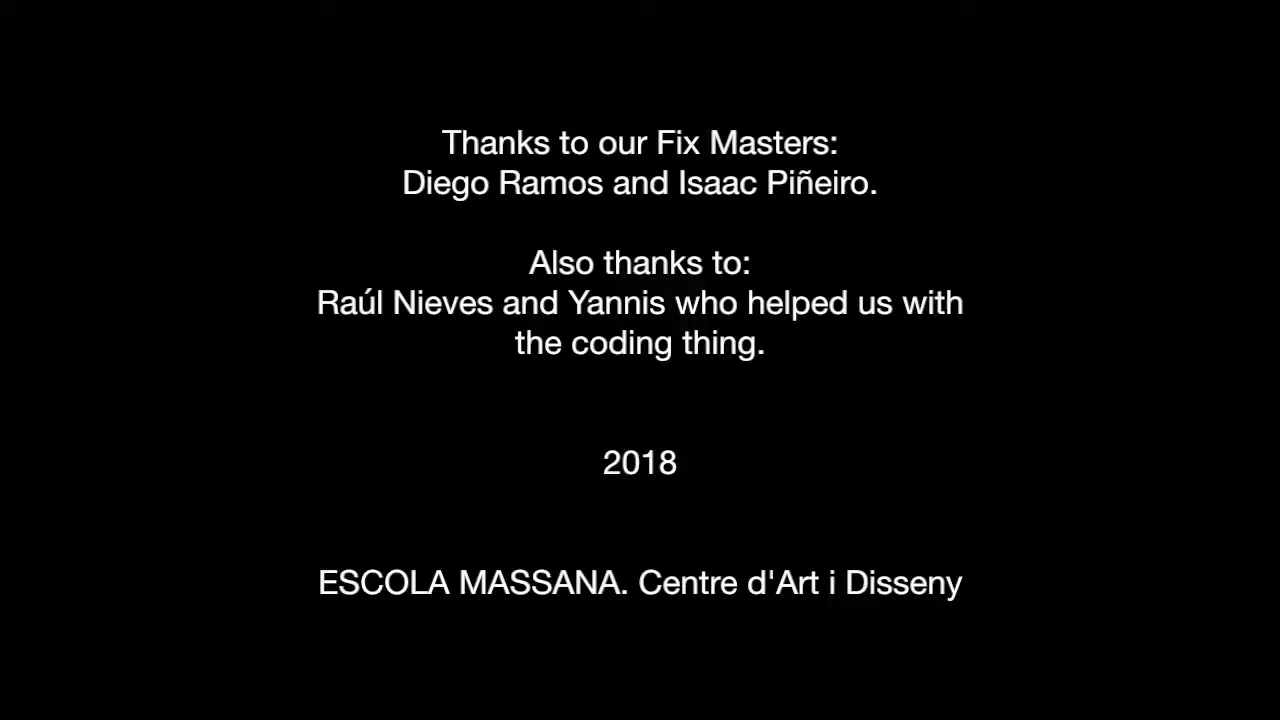 Thanks to our Fix Masters:
Diego Ramos and Isaac Piñeiro.
Also thanks to:
Raúl Nieves and Yannis who helped us with
the coding thing.
2018
ESCOLA MASSANA. Centre d'Art i Disseny